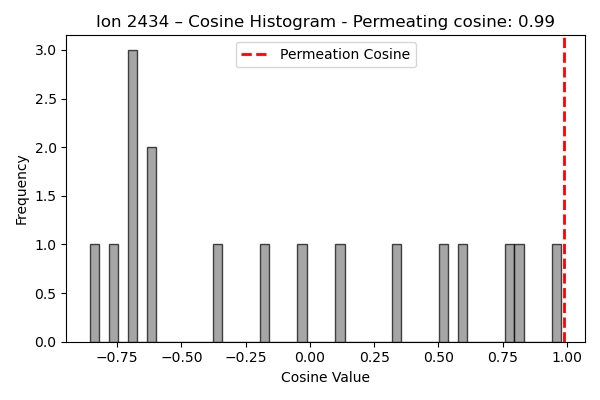 Ion 2434 – Cosine Histogram - Permeating cosine: 0.99
Permeation Cosine
3.0
2.5
2.0
1.5
1.0
0.5
0.0
Frequency
−0.75 −0.50 −0.25 0.00 0.25 0.50 0.75 1.00
Cosine Value